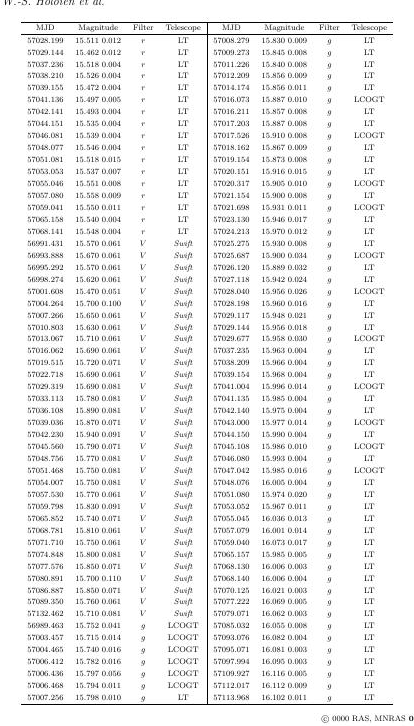 W.-S. Holoien et al.
MJD Magnitude Filter Telescope MJD Magnitude Filter Telescope
57028.199 15.511 0.012 r LT 57008.279 15.830 0.009 g LT
57029.144 15.462 0.012 r LT 57009.273 15.845 0.008 g LT
57037.236 15.518 0.004 r LT 57011.226 15.840 0.008 g LT
57038.210 15.526 0.004 r LT 57012.209 15.856 0.009 g LT
57039.155 15.472 0.004 r LT 57014.174 15.856 0.011 g LT
57041.136 15.497 0.005 r LT 57016.073 15.887 0.010 g LCOGT
57042.141 15.493 0.004 r LT 57016.211 15.857 0.008 g LT
57044.151 15.535 0.004 r LT 57017.203 15.887 0.008 g LT
57046.081 15.539 0.004 r LT 57017.526 15.910 0.008 g LCOGT
57048.077 15.546 0.004 r LT 57018.162 15.867 0.009 g LT
57051.081 15.518 0.015 r LT 57019.154 15.873 0.008 g LT
57053.053 15.537 0.007 r LT 57020.151 15.916 0.015 g LT
57055.046 15.551 0.008 r LT 57020.317 15.905 0.010 g LCOGT
57057.080 15.558 0.009 r LT 57021.154 15.900 0.008 g LT
57059.041 15.550 0.011 r LT 57021.698 15.931 0.011 g LCOGT
57065.158 15.540 0.004 r LT 57023.130 15.946 0.017 g LT
57068.141 15.548 0.004 r LT 57024.213 15.970 0.012 g LT
56991.431 15.570 0.061 V Swift 57025.275 15.930 0.008 g LT
56993.888 15.670 0.061 V Swift 57025.687 15.900 0.034 g LCOGT
56995.292 15.570 0.061 V Swift 57026.120 15.889 0.032 g LT
56998.274 15.620 0.061 V Swift 57027.118 15.942 0.024 g LT
57001.608 15.470 0.051 V Swift 57028.040 15.956 0.026 g LCOGT
57004.264 15.700 0.100 V Swift 57028.198 15.960 0.016 g LT
57007.266 15.650 0.061 V Swift 57029.117 15.948 0.021 g LT
57010.803 15.630 0.061 V Swift 57029.144 15.956 0.018 g LT
57013.067 15.710 0.061 V Swift 57029.677 15.958 0.030 g LCOGT
57016.062 15.690 0.061 V Swift 57037.235 15.963 0.004 g LT
57019.515 15.720 0.071 V Swift 57038.209 15.966 0.004 g LT
57022.718 15.690 0.061 V Swift 57039.154 15.968 0.004 g LT
57029.319 15.690 0.081 V Swift 57041.004 15.996 0.014 g LCOGT
57033.113 15.780 0.081 V Swift 57041.135 15.985 0.004 g LT
57036.108 15.890 0.081 V Swift 57042.140 15.975 0.004 g LT
57039.036 15.870 0.071 V Swift 57043.000 15.977 0.014 g LCOGT
57042.230 15.940 0.091 V Swift 57044.150 15.990 0.004 g LT
57045.560 15.790 0.071 V Swift 57045.108 15.986 0.010 g LCOGT
57048.756 15.770 0.081 V Swift 57046.080 15.993 0.004 g LT
57051.468 15.750 0.081 V Swift 57047.042 15.985 0.016 g LCOGT
57054.007 15.750 0.081 V Swift 57048.076 16.005 0.004 g LT
57057.530 15.770 0.061 V Swift 57051.080 15.974 0.020 g LT
57059.798 15.830 0.091 V Swift 57053.052 15.967 0.011 g LT
57065.852 15.740 0.071 V Swift 57055.045 16.036 0.013 g LT
57068.781 15.810 0.061 V Swift 57057.079 16.001 0.014 g LT
57071.710 15.750 0.061 V Swift 57059.040 16.073 0.017 g LT
57074.848 15.800 0.081 V Swift 57065.157 15.985 0.005 g LT
57077.576 15.850 0.071 V Swift 57068.130 16.006 0.003 g LT
57080.891 15.700 0.110 V Swift 57068.140 16.006 0.004 g LT
57086.887 15.850 0.071 V Swift 57070.125 16.021 0.003 g LT
57089.350 15.760 0.061 V Swift 57077.222 16.069 0.005 g LT
57132.462 15.710 0.081 V Swift 57079.071 16.062 0.003 g LT
56989.463 15.752 0.041 g LCOGT 57085.032 16.055 0.008 g LT
57003.457 15.715 0.014 g LCOGT 57093.076 16.082 0.004 g LT
57004.465 15.740 0.016 g LCOGT 57095.071 16.081 0.003 g LT
57006.412 15.782 0.016 g LCOGT 57097.994 16.095 0.003 g LT
57006.436 15.797 0.056 g LCOGT 57109.927 16.116 0.005 g LT
57006.468 15.794 0.011 g LCOGT 57112.017 16.112 0.009 g LT
57007.256 15.798 0.010 g LT 57113.968 16.102 0.011 g LT
© 0000 RAS, MNRAS 0